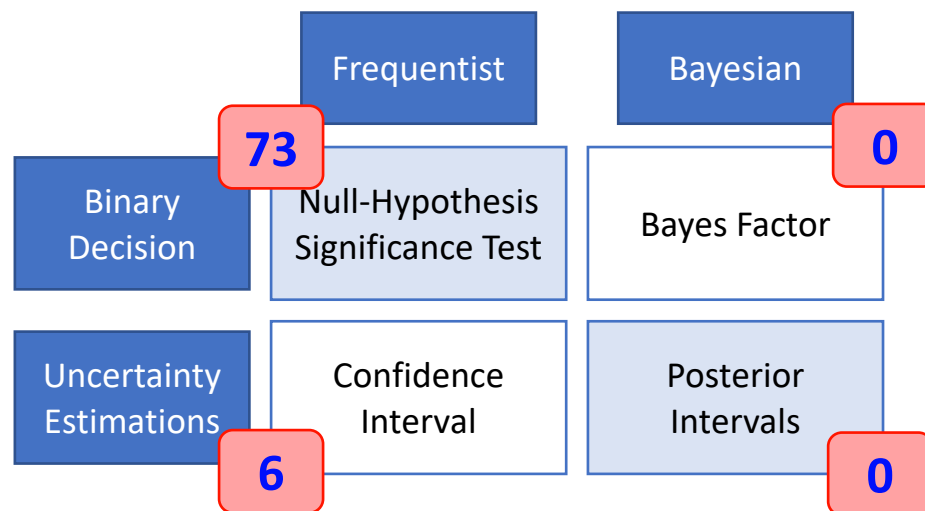 Frequentist
Bayesian
73
0
Binary
Decision
Null-Hypothesis
Significance Test
Bayes Factor
Uncertainty
Estimations
Confidence
Interval
Posterior
Intervals
6
0